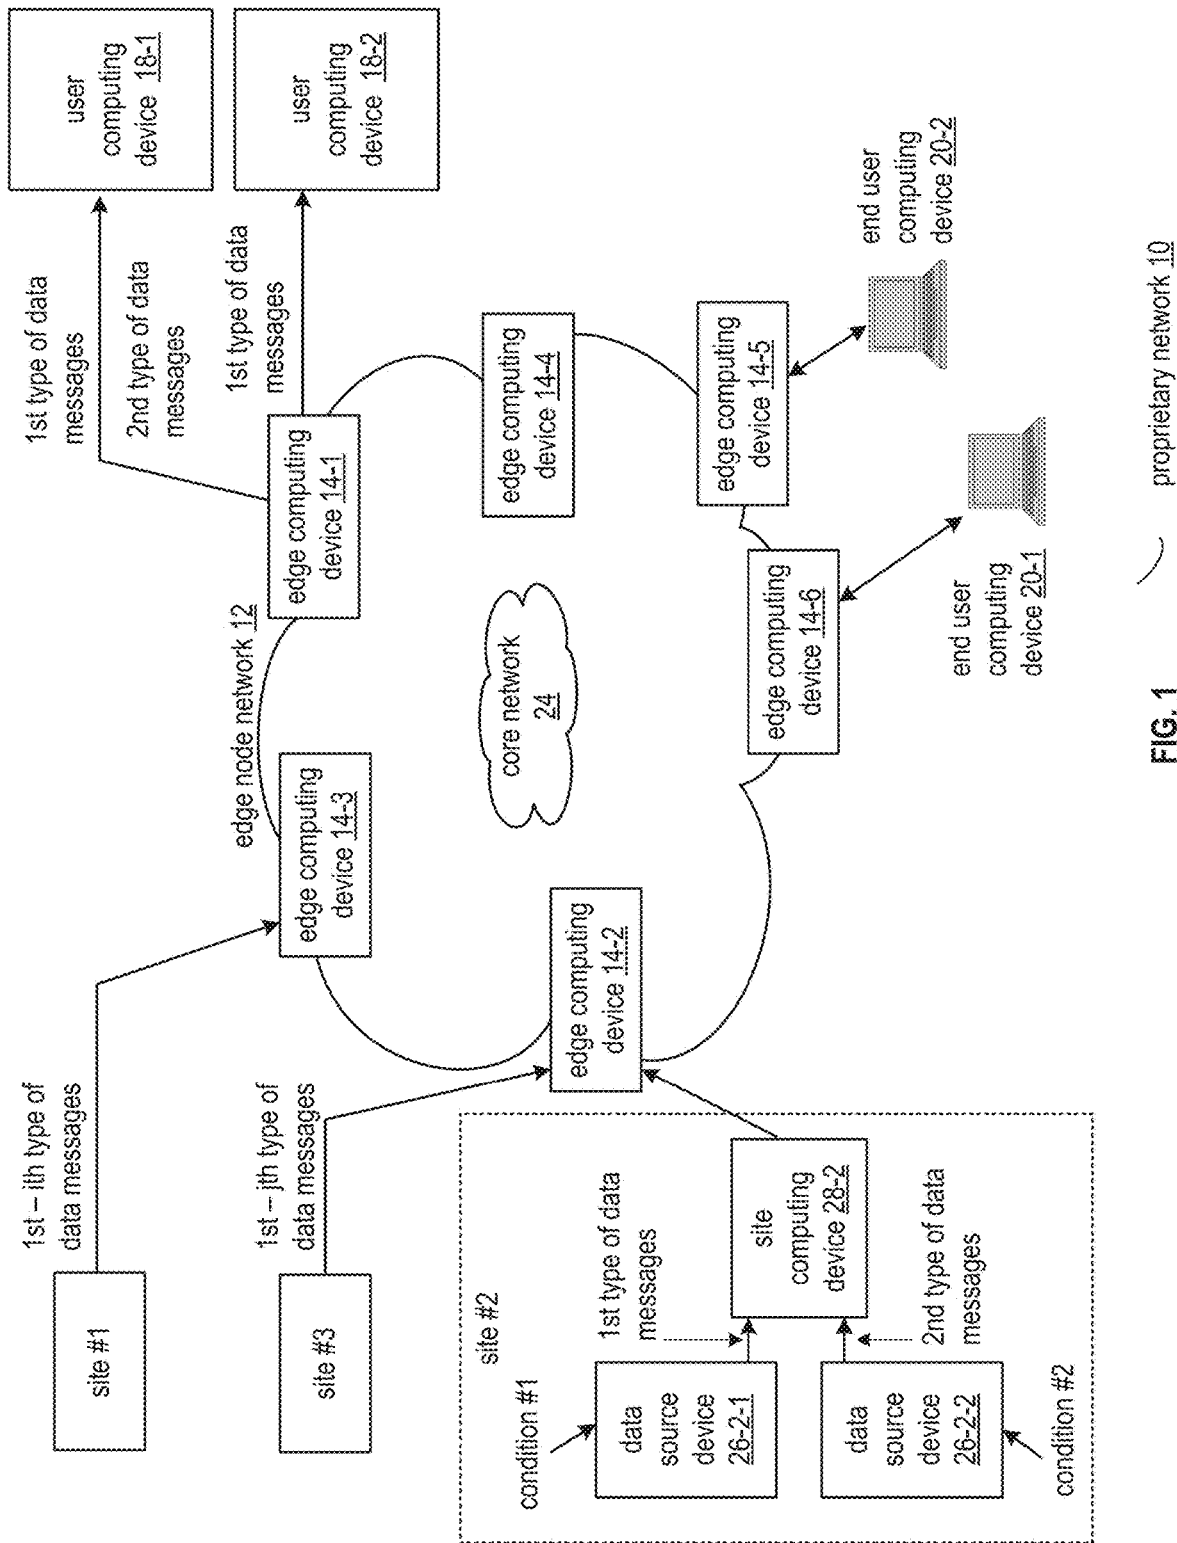 site #1
1st – ith type of
data messages
site #3
1st – jth type of
data messages
site #2
condition #1
data
source
device
26-2-1
1st type of data
messages
data
source
device
26-2-2
condition #2
2nd type of data
messages
site
computing
device 28-2
edge computing
device 14-3
edge computing
device 14-2
edge node network 12
core network
24
edge computing
device 14-1
edge computing
device 14-4
edge computing
device 14-5
edge computing
device 14-6
1st type of data
messages
2nd type of data
messages
1st type of data
messages
user
computing
device 18-1
user
computing
device 18-2
end user
computing
device 20-2
end user
computing
device 20-1
proprietary network 10
FIG. 1